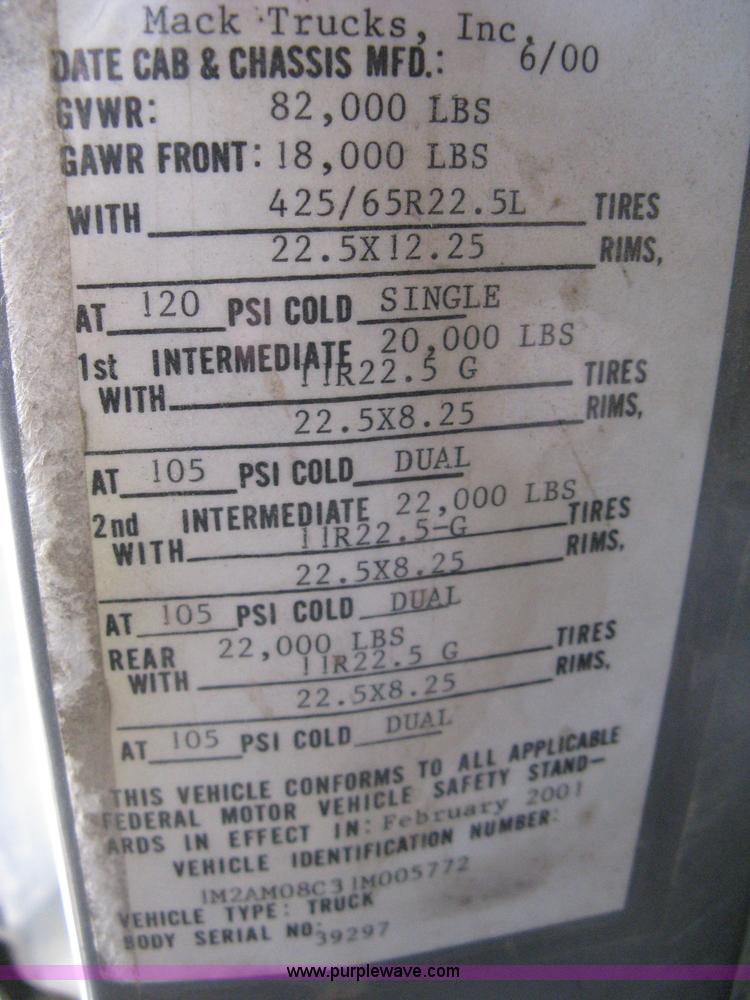 Mack Trucks, Inc.
DATE CAB & CHASSIS MFD.: 6/00
GVWR: 82,000 LBS
GAWR FRONT: 18,000 LBS
WITH 425/65R22.5L TIRES
22.5X12.25 RIMS,
AT 120 PSI COLD SINGLE
1st INTERMEDIATE 20,000 LBS
WITH 11R22.5 G TIRES
22.5X8.25 RIMS,
AT 105 PSI COLD DUAL
2nd INTERMEDIATE 22,000 LBS
WITH 11R22.5-G TIRES
22.5X8.25 RIMS,
AT 105 PSI COLD DUAL
REAR 22,000 LBS
WITH 11R22.5 G TIRES
22.5X8.25 RIMS,
AT 105 PSI COLD DUAL
THIS VEHICLE CONFORMS TO ALL APPLICABLE
FEDERAL MOTOR VEHICLE SAFETY STAND-
ARDS IN EFFECT IN: February 2001
VEHICLE IDENTIFICATION NUMBER:
1M2AM08C31M005772
VEHICLE TYPE: TRUCK
BODY SERIAL NO: 39297
www.purplewave.com